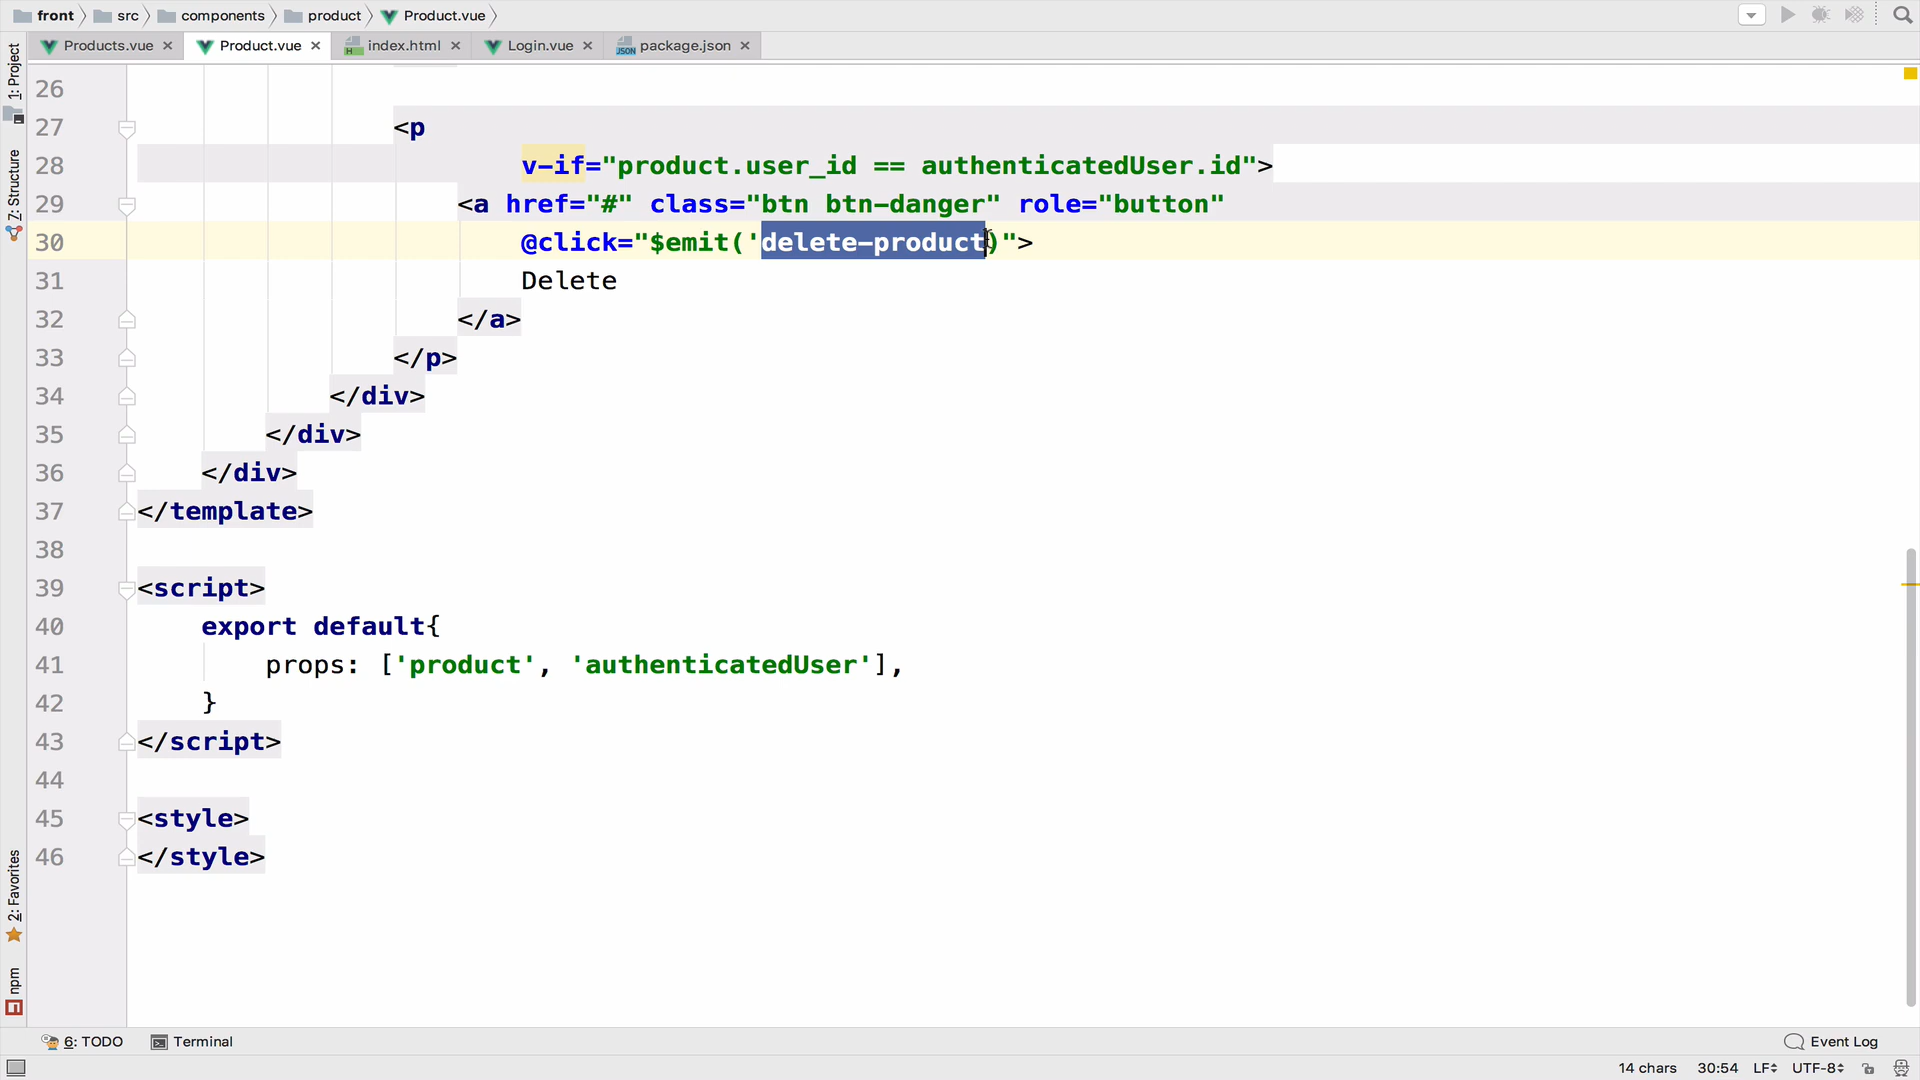 front src components product Product.vue
Products.vue Product.vue index.html Login.vue package.json
1: Project
7: Structure
2: Favorites
npm
26
27 <p
28 v-if="product.user_id == authenticatedUser.id">
29 <a href="#" class="btn btn-danger" role="button"
30 @click="$emit('delete-product')">
31 Delete
32 </a>
33 </p>
34 </div>
35 </div>
36 </div>
37 </template>
38
39 <script>
40 export default{
41 props: ['product', 'authenticatedUser'],
42 }
43 </script>
44
45 <style>
46 </style>
6: TODO Terminal Event Log
14 chars 30:54 LF UTF-8